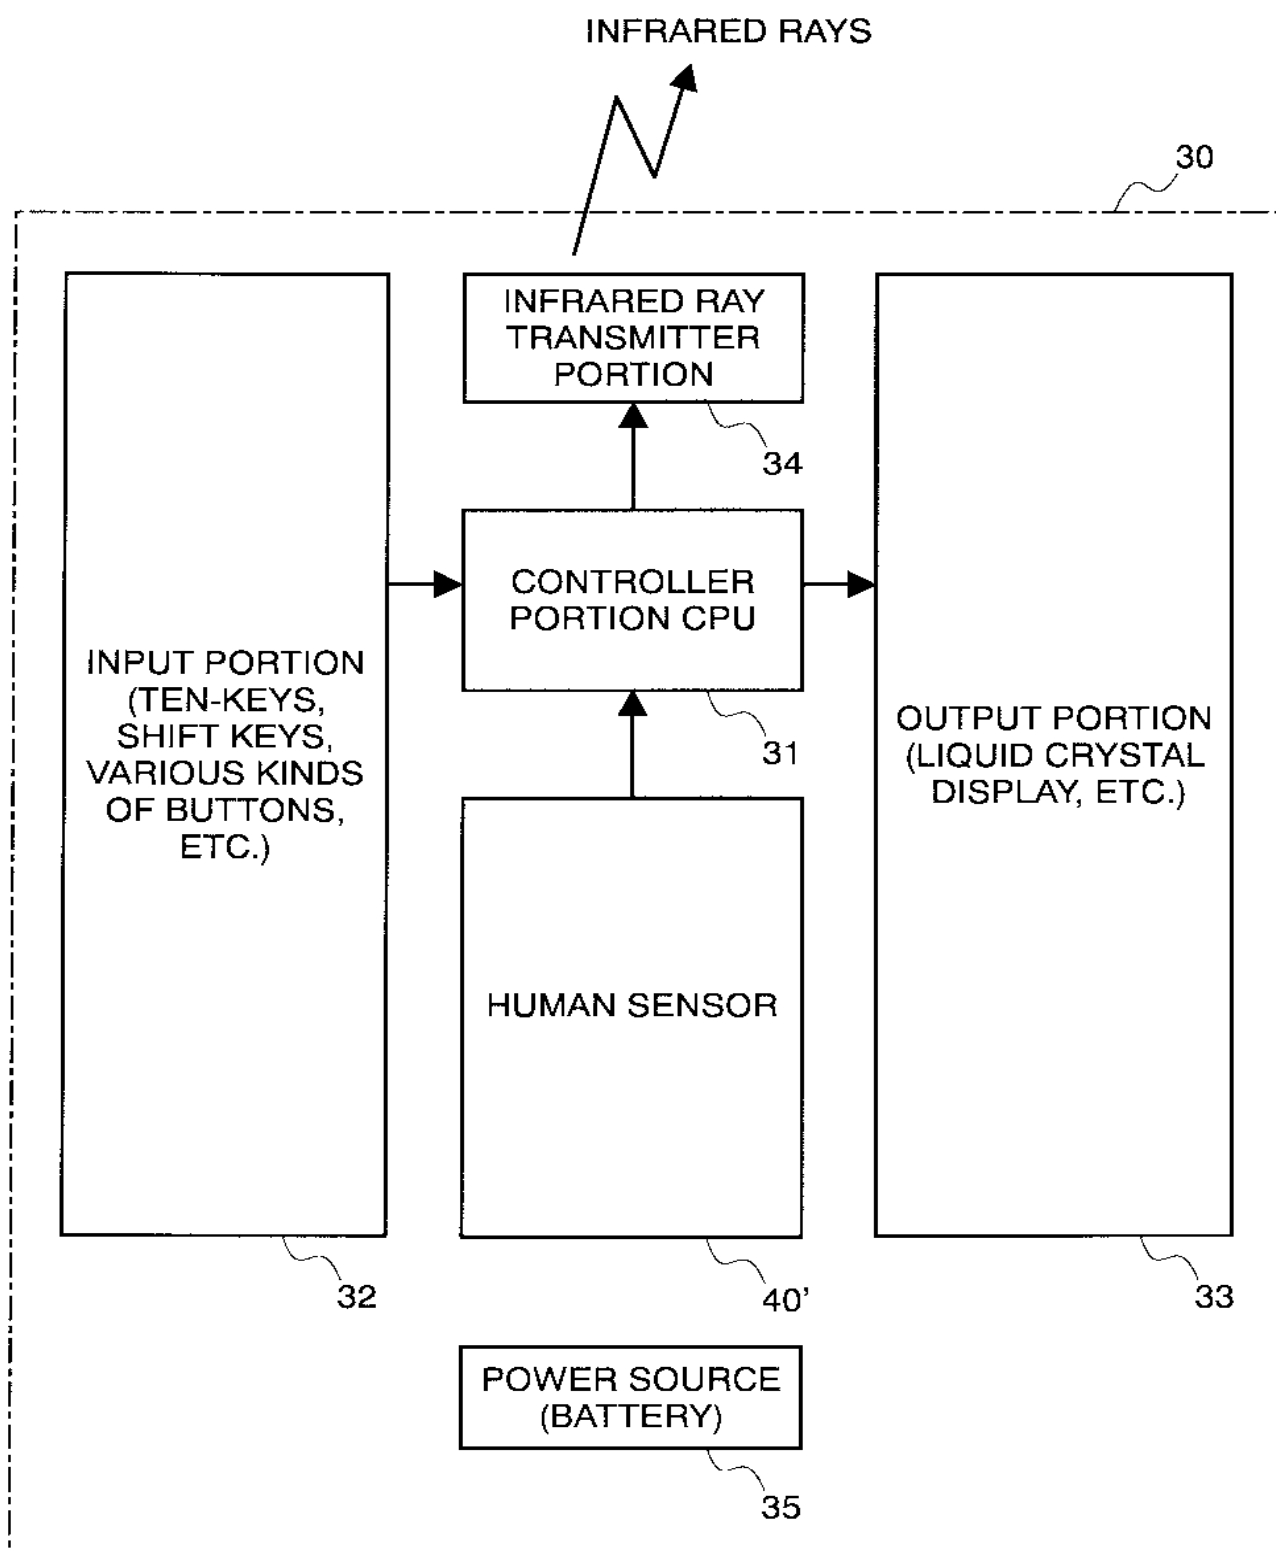 INFRARED RAYS
30
INFRARED RAY
TRANSMITTER
PORTION
34
CONTROLLER
PORTION CPU
31
INPUT PORTION
(TEN-KEYS,
SHIFT KEYS,
VARIOUS KINDS
OF BUTTONS,
ETC.)
32
OUTPUT PORTION
(LIQUID CRYSTAL
DISPLAY, ETC.)
33
HUMAN SENSOR
40’
POWER SOURCE
(BATTERY)
35